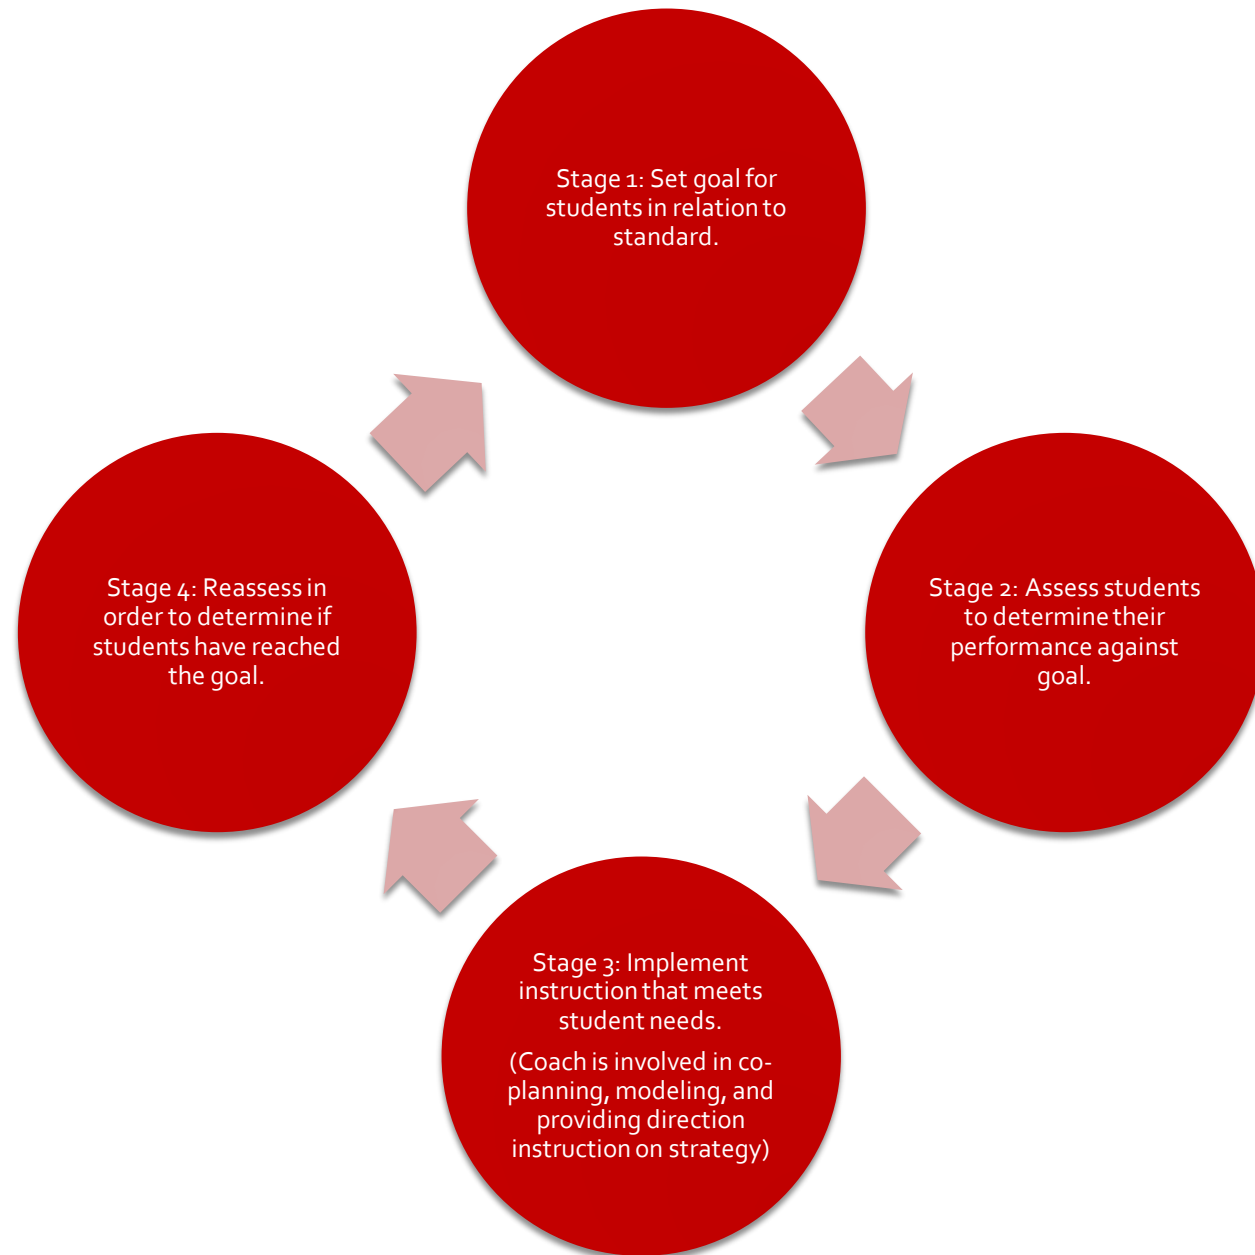 Stage 1: Set goal for
students in relation to
standard.
Stage 2: Assess students
to determine their
performance against
goal.
Stage 3: Implement
instruction that meets
student needs.
(Coach is involved in co-
planning, modeling, and
providing direction
instruction on strategy)
Stage 4: Reassess in
order to determine if
students have reached
the goal.